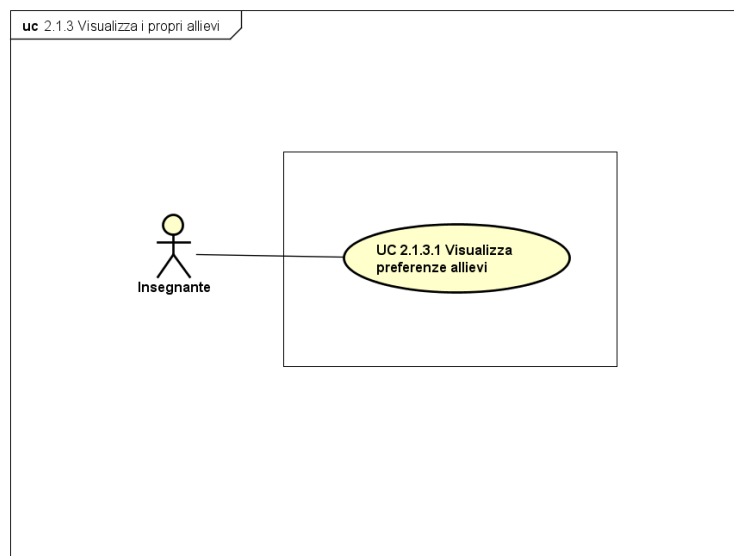 uc 2.1.3 Visualizza i propri allievi
UC 2.1.3.1 Visualizza
preferenze allievi
Insegnante